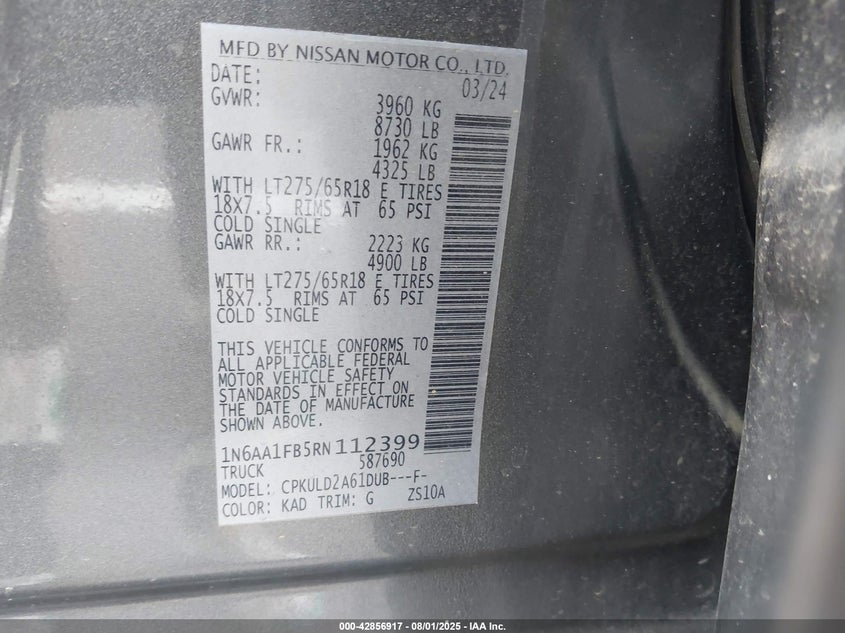 MFD BY NISSAN MOTOR CO., LTD.
DATE: 03/24
GVWR: 3960 KG
8730 LB
GAWR FR.: 1962 KG
4325 LB
WITH LT275/65R18 E TIRES
18X7.5 RIMS AT 65 PSI
COLD SINGLE
GAWR RR.: 2223 KG
4900 LB
WITH LT275/65R18 E TIRES
18X7.5 RIMS AT 65 PSI
COLD SINGLE
THIS VEHICLE CONFORMS TO
ALL APPLICABLE FEDERAL
MOTOR VEHICLE SAFETY
STANDARDS IN EFFECT ON
THE DATE OF MANUFACTURE
SHOWN ABOVE.
1N6AA1FB5RN112399
TRUCK 587690
MODEL: CPKULD2A61DUB---F-
COLOR: KAD TRIM: G ZS10A
000-42856917 - 08/01/2025 - IAA Inc.